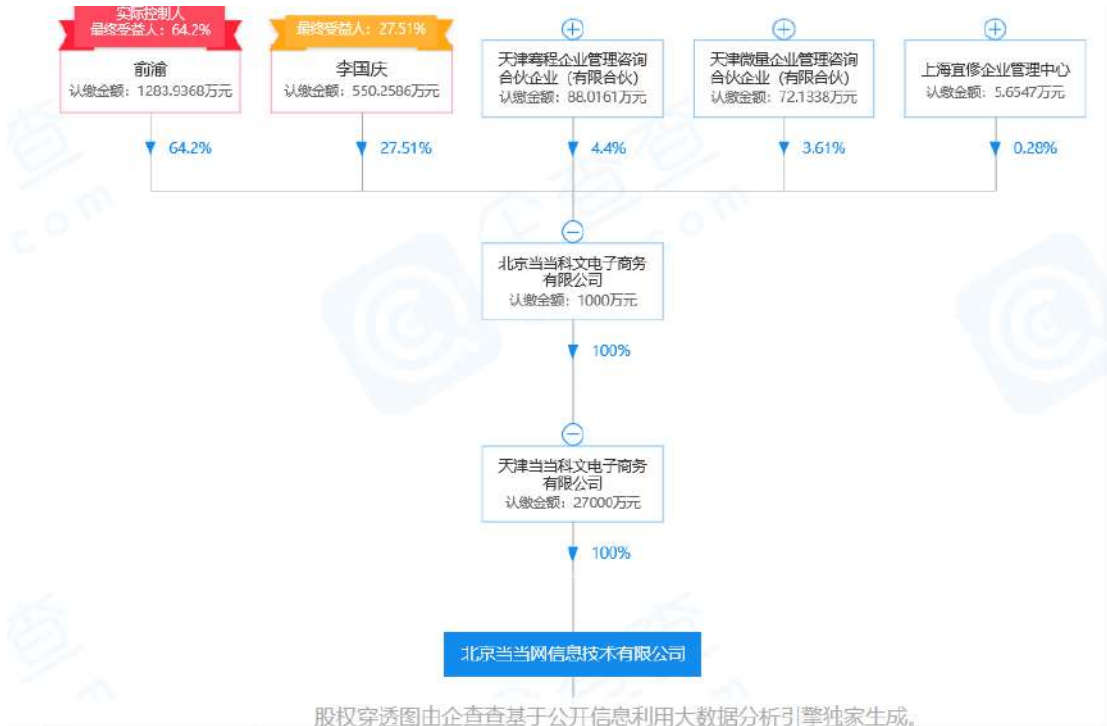 实际控制人
最终受益人：64.2%
俞渝
认缴金额：1283.9368万元
64.2%
最终受益人：27.51%
李国庆
认缴金额：550.2586万元
27.51%
天津骞程企业管理咨询
合伙企业（有限合伙）
认缴金额：88.0161万元
4.4%
天津微量企业管理咨询
合伙企业（有限合伙）
认缴金额：72.1338万元
3.61%
上海宜修企业管理中心
认缴金额：5.6547万元
0.28%
北京当当科文电子商务
有限公司
认缴金额：1000万元
100%
天津当当科文电子商务
有限公司
认缴金额：27000万元
100%
北京当当网信息技术有限公司
股权穿透图由企查查基于公开信息利用大数据分析引擎独家生成。